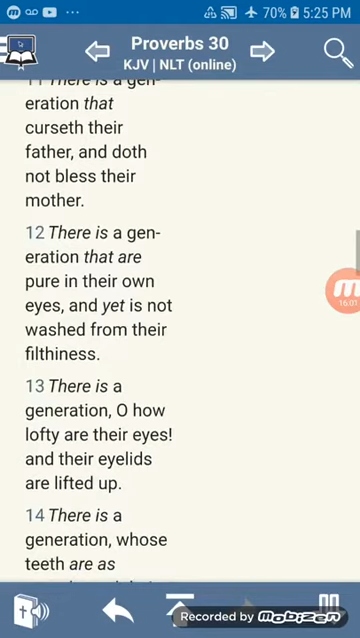 70% 5:25 PM
Proverbs 30
KJV | NLT (online)
11 There is a gen-
eration that
curseth their
father, and doth
not bless their
mother.
12 There is a gen-
eration that are
pure in their own
eyes, and yet is not
washed from their
filthiness.
13 There is a
generation, O how
lofty are their eyes!
and their eyelids
are lifted up.
14 There is a
generation, whose
teeth are as
16:01
Recorded by mobizen